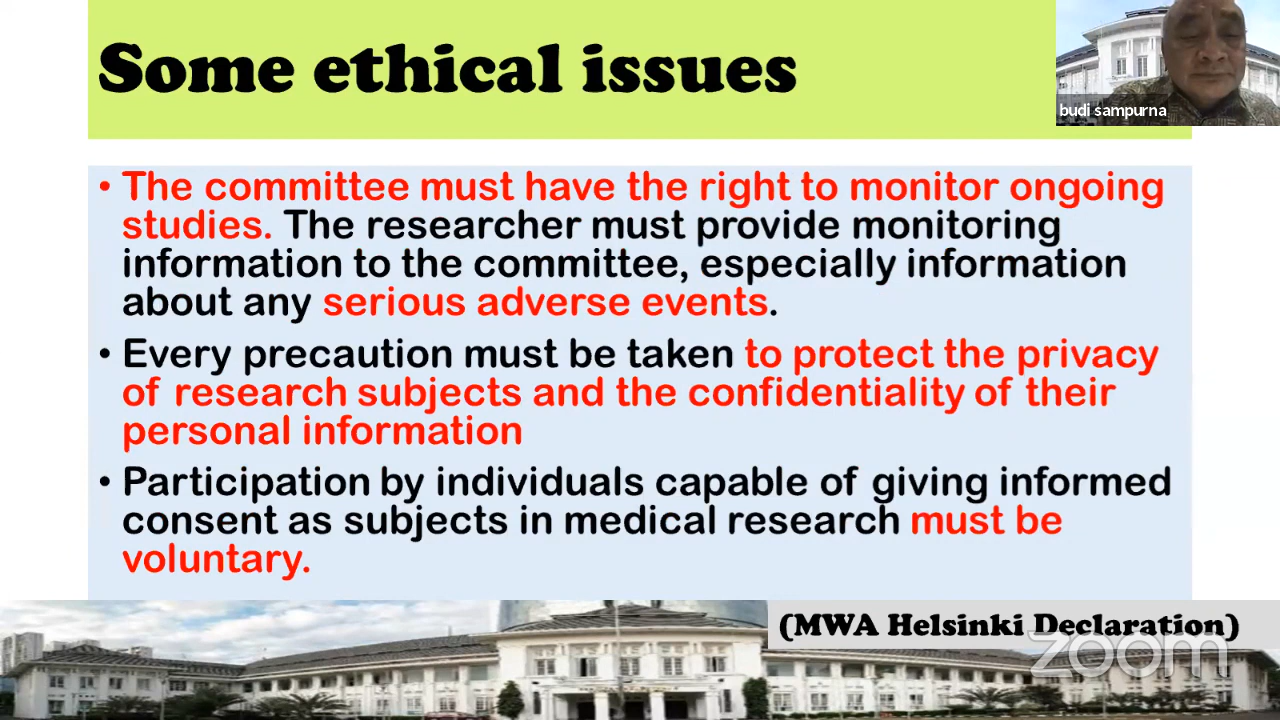 Some ethical issues
budi sampurna
• The committee must have the right to monitor ongoing
studies. The researcher must provide monitoring
information to the committee, especially information
about any serious adverse events.
• Every precaution must be taken to protect the privacy
of research subjects and the confidentiality of their
personal information
• Participation by individuals capable of giving informed
consent as subjects in medical research must be
voluntary.
(MWA Helsinki Declaration)
zoom